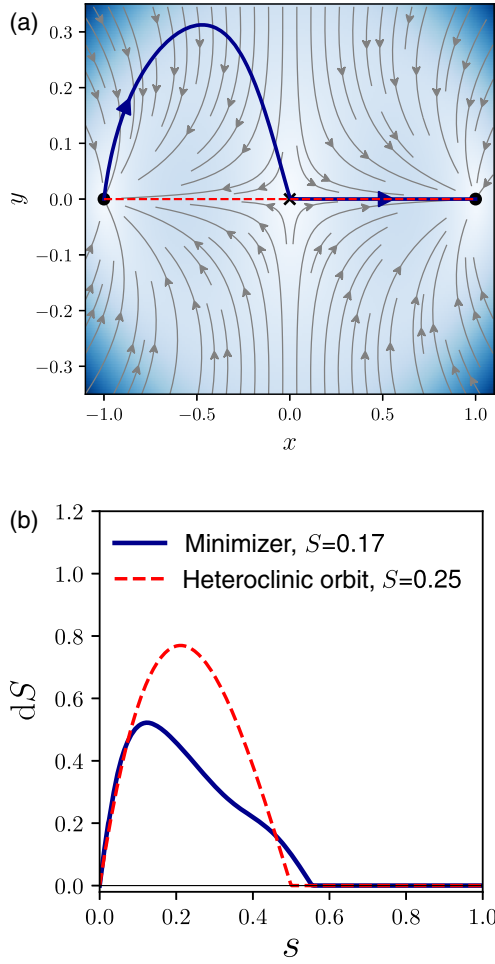 (a)
0.3
0.2
0.1
0.0
−0.1
−0.2
−0.3
y
−1.0 −0.5 0.0 0.5 1.0
x
(b)
1.2
1.0
0.8
0.6
0.4
0.2
0.0
dS
Minimizer, S=0.17
Heteroclinic orbit, S=0.25
0.0 0.2 0.4 0.6 0.8 1.0
s